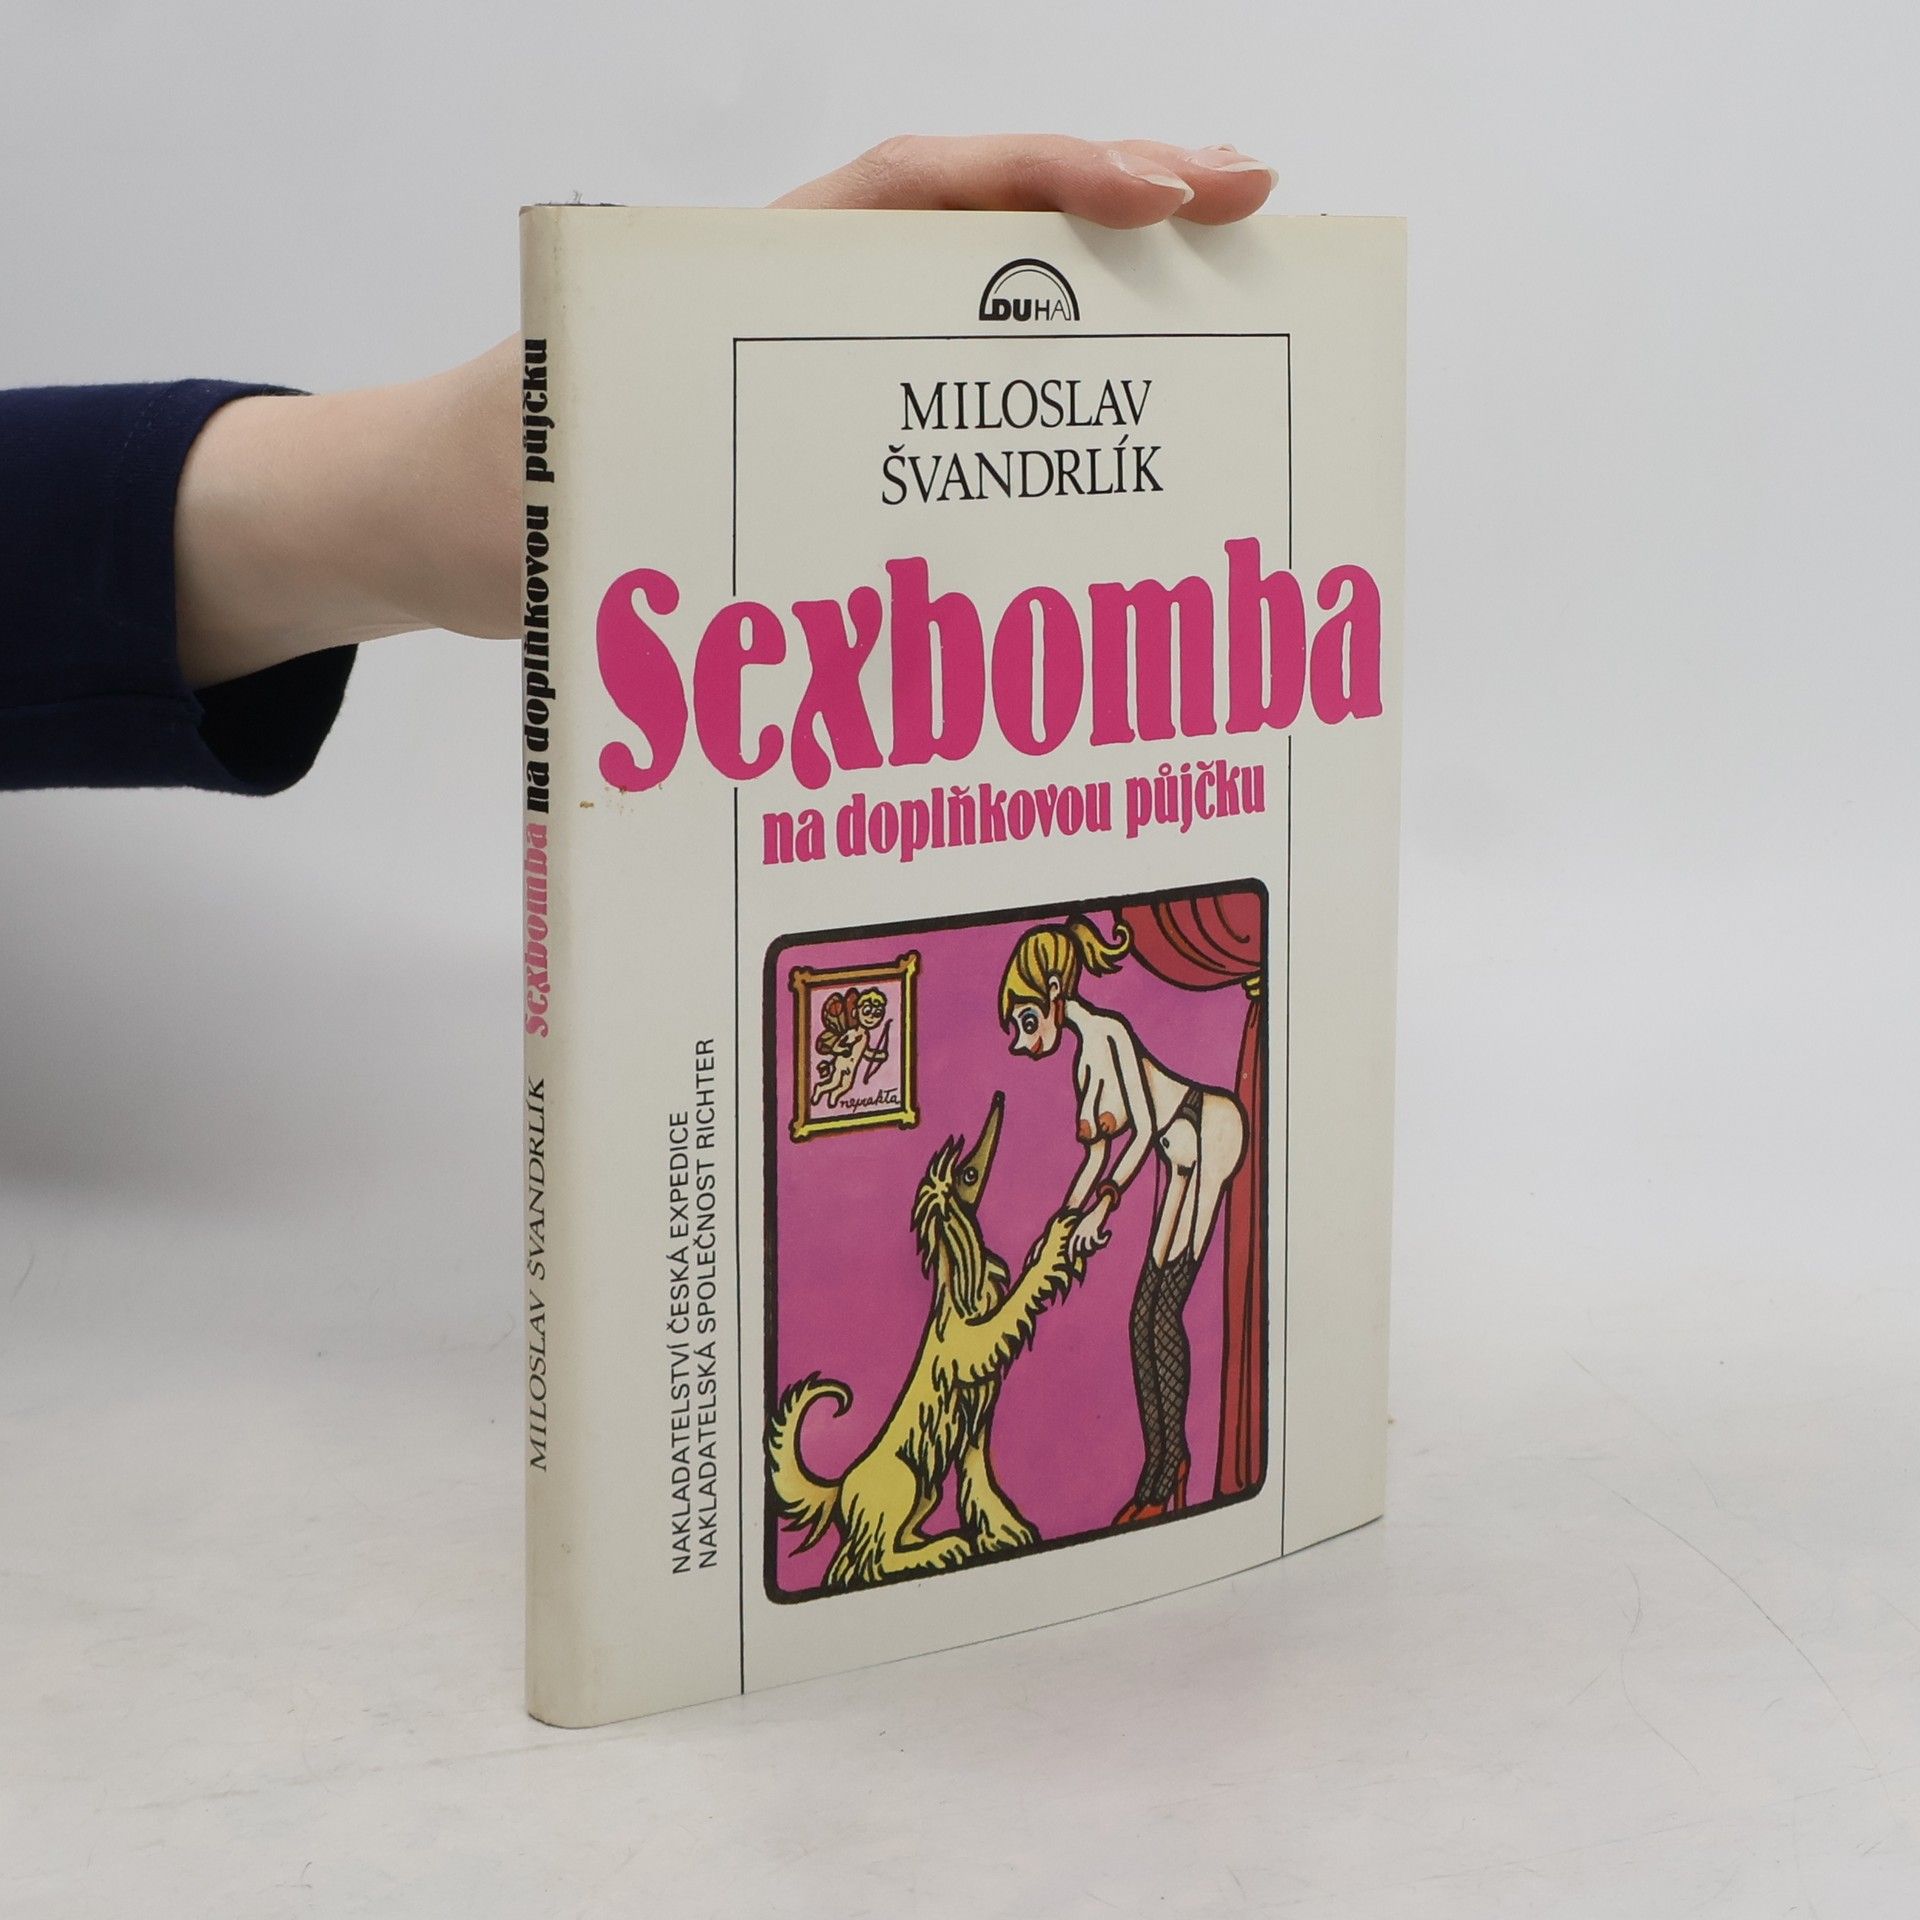 DUHA
MILOSLAV
ŠVANDRLÍK
Sexbomba
na doplňkovou půjčku
neprakta
NAKLADATELSTVÍ ČESKÁ EXPEDICE
NAKLADATELSKÁ SPOLEČNOST RICHTER
MILOSLAV ŠVANDRLÍK Sexbomba na doplňkovou půjčku